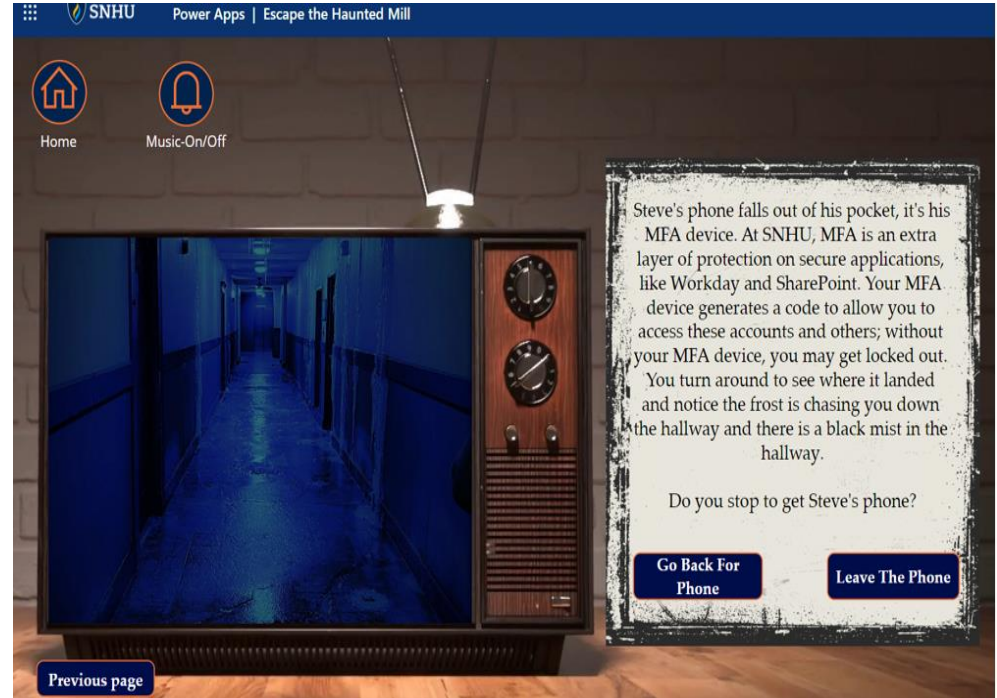 SNHU Power Apps | Escape the Haunted Mill
Home
Music-On/Off
Steve's phone falls out of his pocket, it's his
MFA device. At SNHU, MFA is an extra
layer of protection on secure applications,
like Workday and SharePoint. Your MFA
device generates a code to allow you to
access these accounts and others; without
your MFA device, you may get locked out.
You turn around to see where it landed
and notice the frost is chasing you down
the hallway and there is a black mist in the
hallway.
Do you stop to get Steve's phone?
Go Back For
Phone
Leave The Phone
Previous page